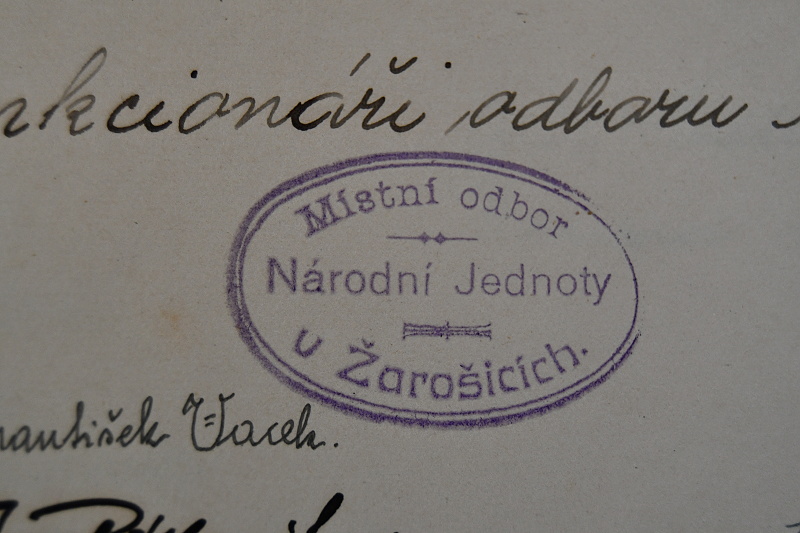 nkcionáři odboru
Místní odbor
Národní Jednoty
v Žarošicích.
rantišek Vacek.